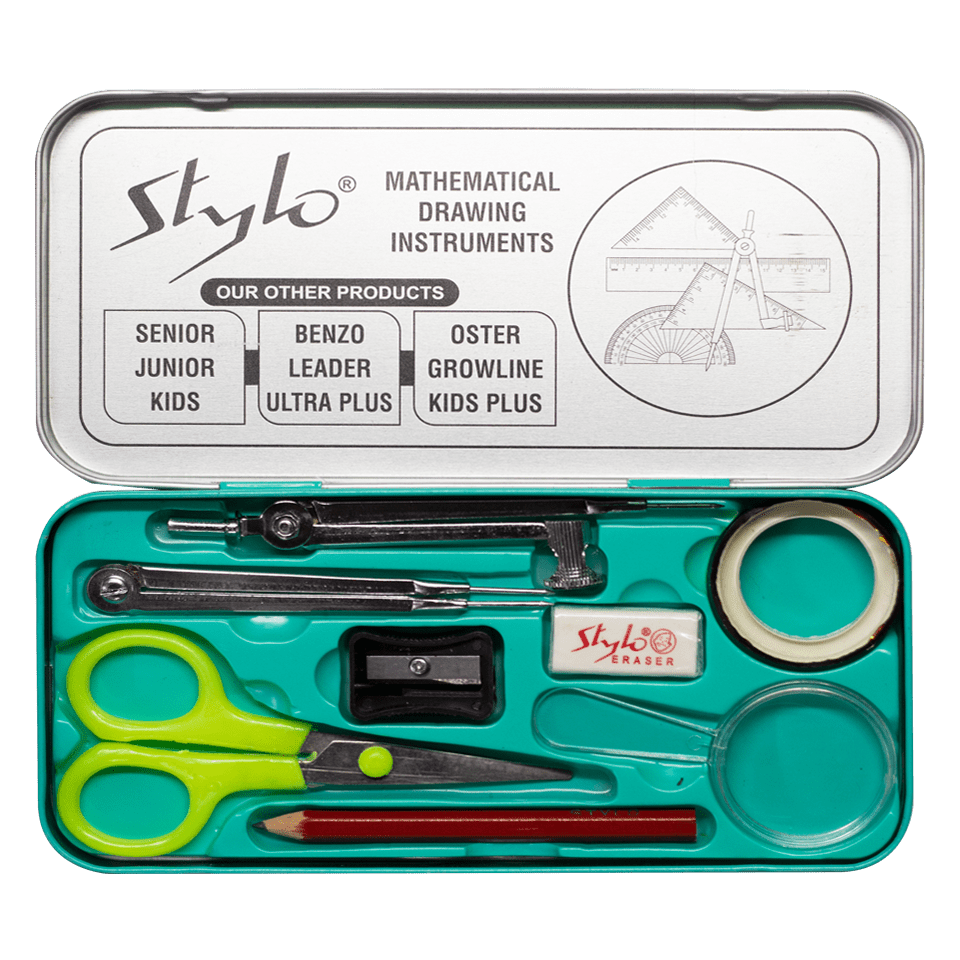 Stylo®
MATHEMATICAL
DRAWING
INSTRUMENTS
OUR OTHER PRODUCTS
SENIOR
JUNIOR
KIDS
BENZO
LEADER
ULTRA PLUS
OSTER
GROWLINE
KIDS PLUS
Stylo®
ERASER